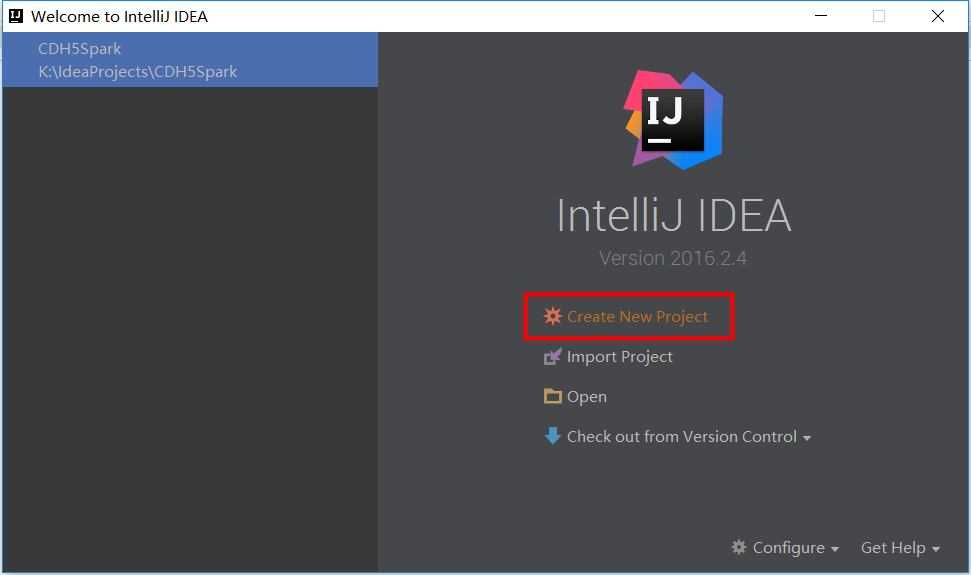 IJ Welcome to IntelliJ IDEA
CDH5Spark
K:\IdeaProjects\CDH5Spark
IJ
IntelliJ IDEA
Version 2016.2.4
Create New Project
Import Project
Open
Check out from Version Control
Configure
Get Help